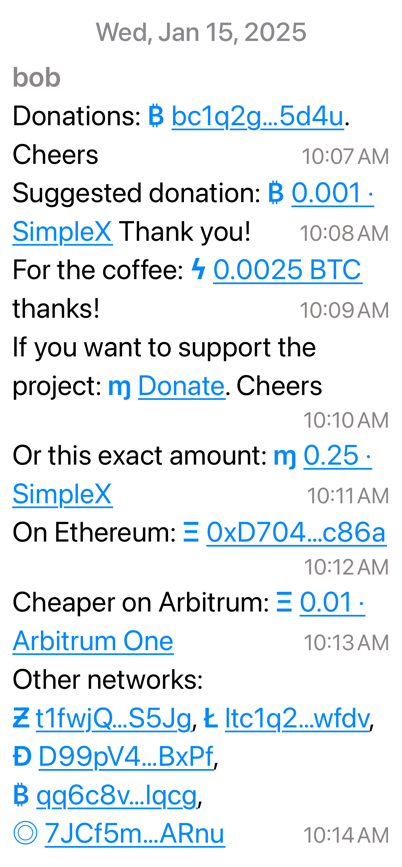 Wed, Jan 15, 2025
bob
Donations: ₿ bc1q2g...5d4u.
Cheers 10:07 AM
Suggested donation: ₿ 0.001 ·
SimpleX Thank you! 10:08 AM
For the coffee: ϟ 0.0025 BTC
thanks! 10:09 AM
If you want to support the
project: ɱ Donate. Cheers
10:10 AM
Or this exact amount: ɱ 0.25 ·
SimpleX 10:11 AM
On Ethereum: Ξ 0xD704...c86a
10:12 AM
Cheaper on Arbitrum: Ξ 0.01 ·
Arbitrum One 10:13 AM
Other networks:
Ƶ t1fwjQ...S5Jg, Ł ltc1q2...wfdv,
Ð D99pV4...BxPf,
₿ qq6c8v...lqcg,
◎ 7JCf5m...ARnu 10:14 AM